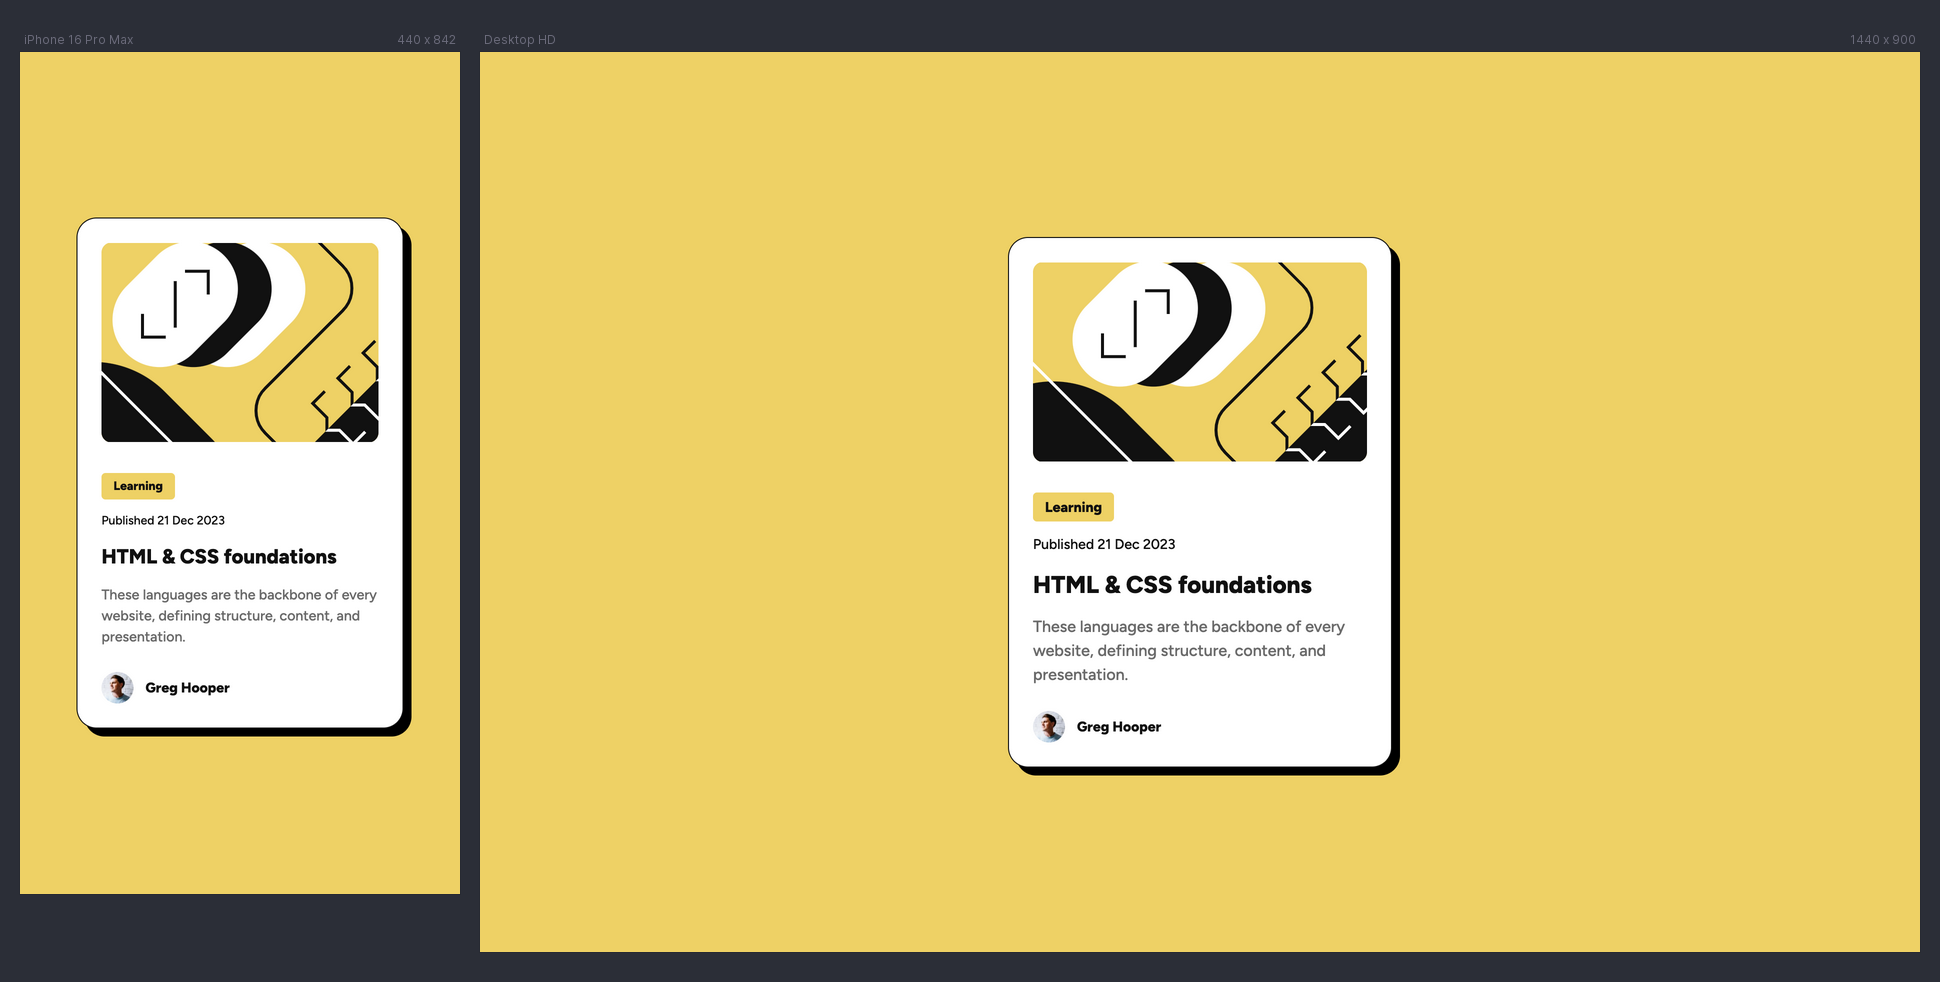 iPhone 16 Pro Max
440 x 842
Learning
Published 21 Dec 2023
HTML & CSS foundations
These languages are the backbone of every
website, defining structure, content, and
presentation.
Greg Hooper
Desktop HD
1440 x 900
Learning
Published 21 Dec 2023
HTML & CSS foundations
These languages are the backbone of every
website, defining structure, content, and
presentation.
Greg Hooper